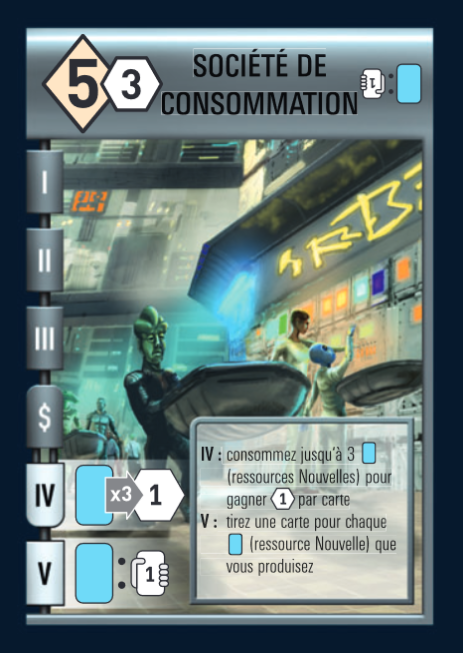 5
3
SOCIÉTÉ DE
CONSOMMATION
1 :
I
II
III
$
IV x3 1
V : 1
IV : consommez jusqu'à 3
(ressources Nouvelles) pour
gagner 1 par carte
V : tirez une carte pour chaque
(ressource Nouvelle) que
vous produisez